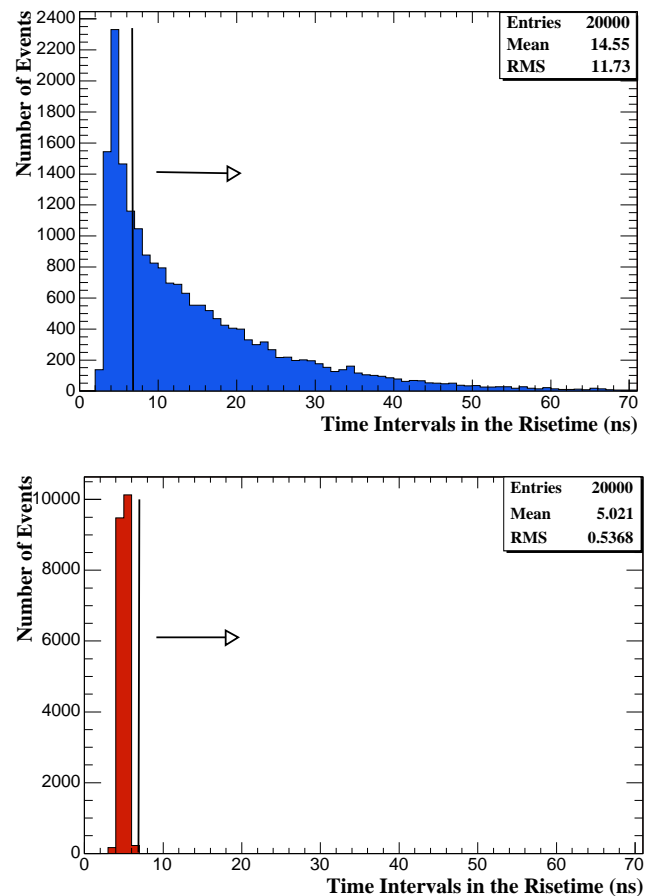 Number of Events
2400
2200
2000
1800
1600
1400
1200
1000
800
600
400
200
0
Entries 20000
Mean 14.55
RMS 11.73
0 10 20 30 40 50 60 70
Time Intervals in the Risetime (ns)
Number of Events
10000
8000
6000
4000
2000
0
Entries 20000
Mean 5.021
RMS 0.5368
0 10 20 30 40 50 60 70
Time Intervals in the Risetime (ns)